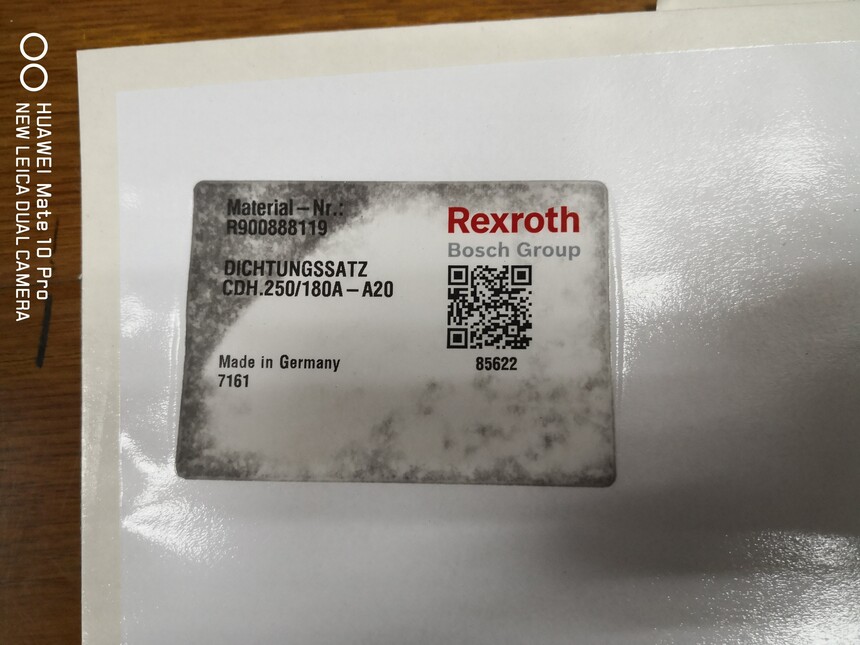 Material-Nr.:
R900888119
DICHTUNGSSATZ
CDH.250/180A-A20
Made in Germany
7161
Rexroth
Bosch Group
85622
HUAWEI Mate 10 Pro
NEW LEICA DUAL CAMERA